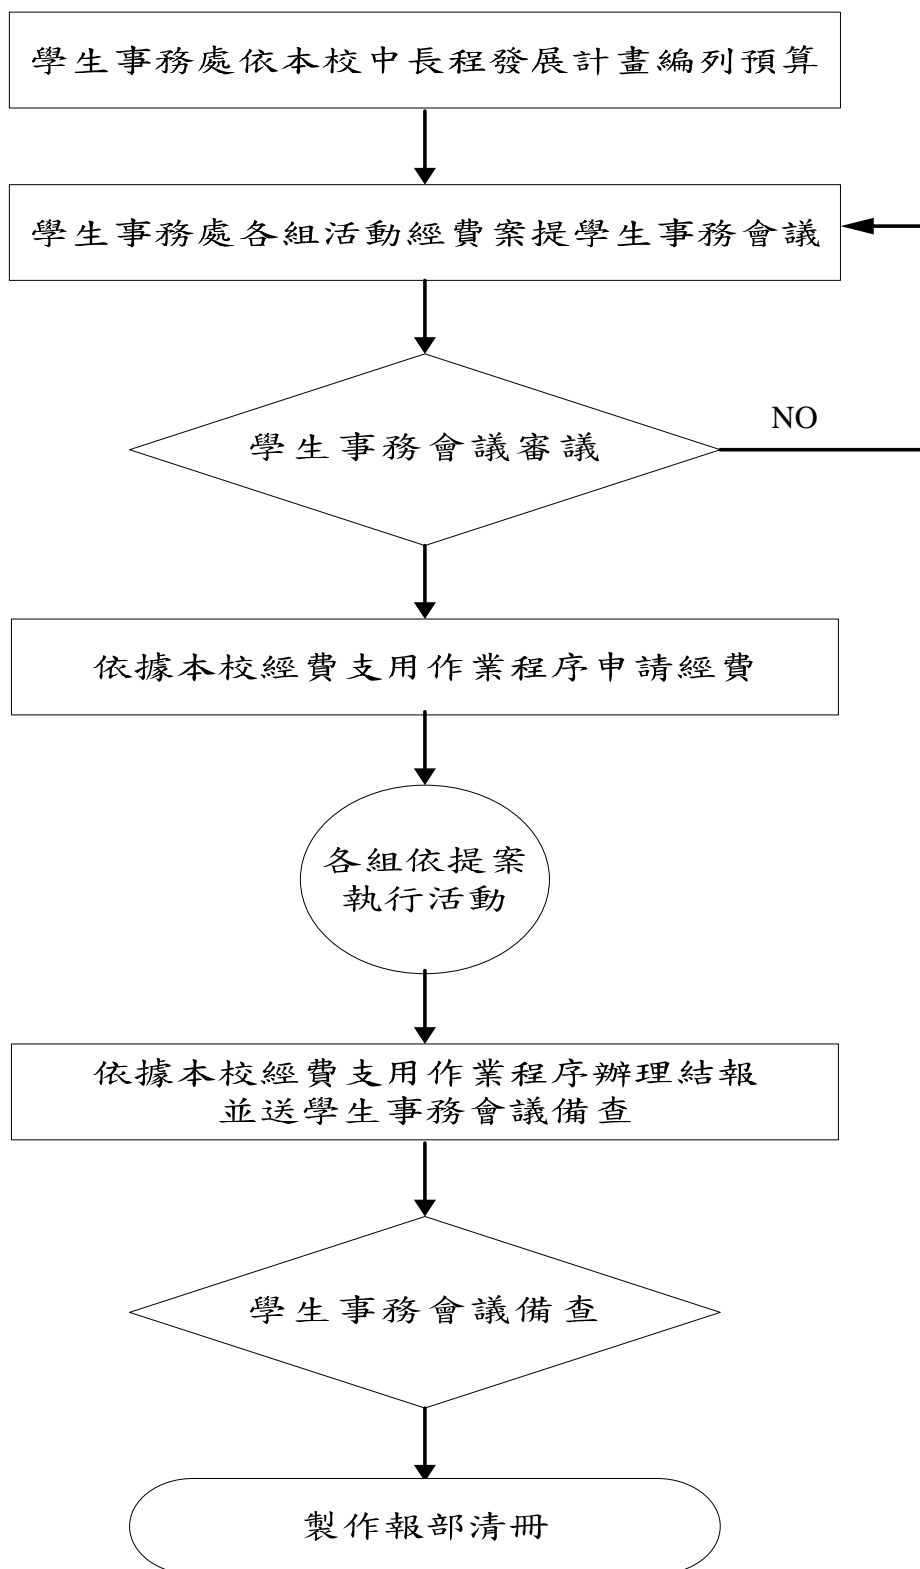 學生事務處依本校中長程發展計畫編列預算
學生事務處各組活動經費案提學生事務會議
學生事務會議審議
NO
依據本校經費支用作業程序申請經費
各組依提案
執行活動
依據本校經費支用作業程序辦理結報
並送學生事務會議備查
學生事務會議備查
製作報部清冊